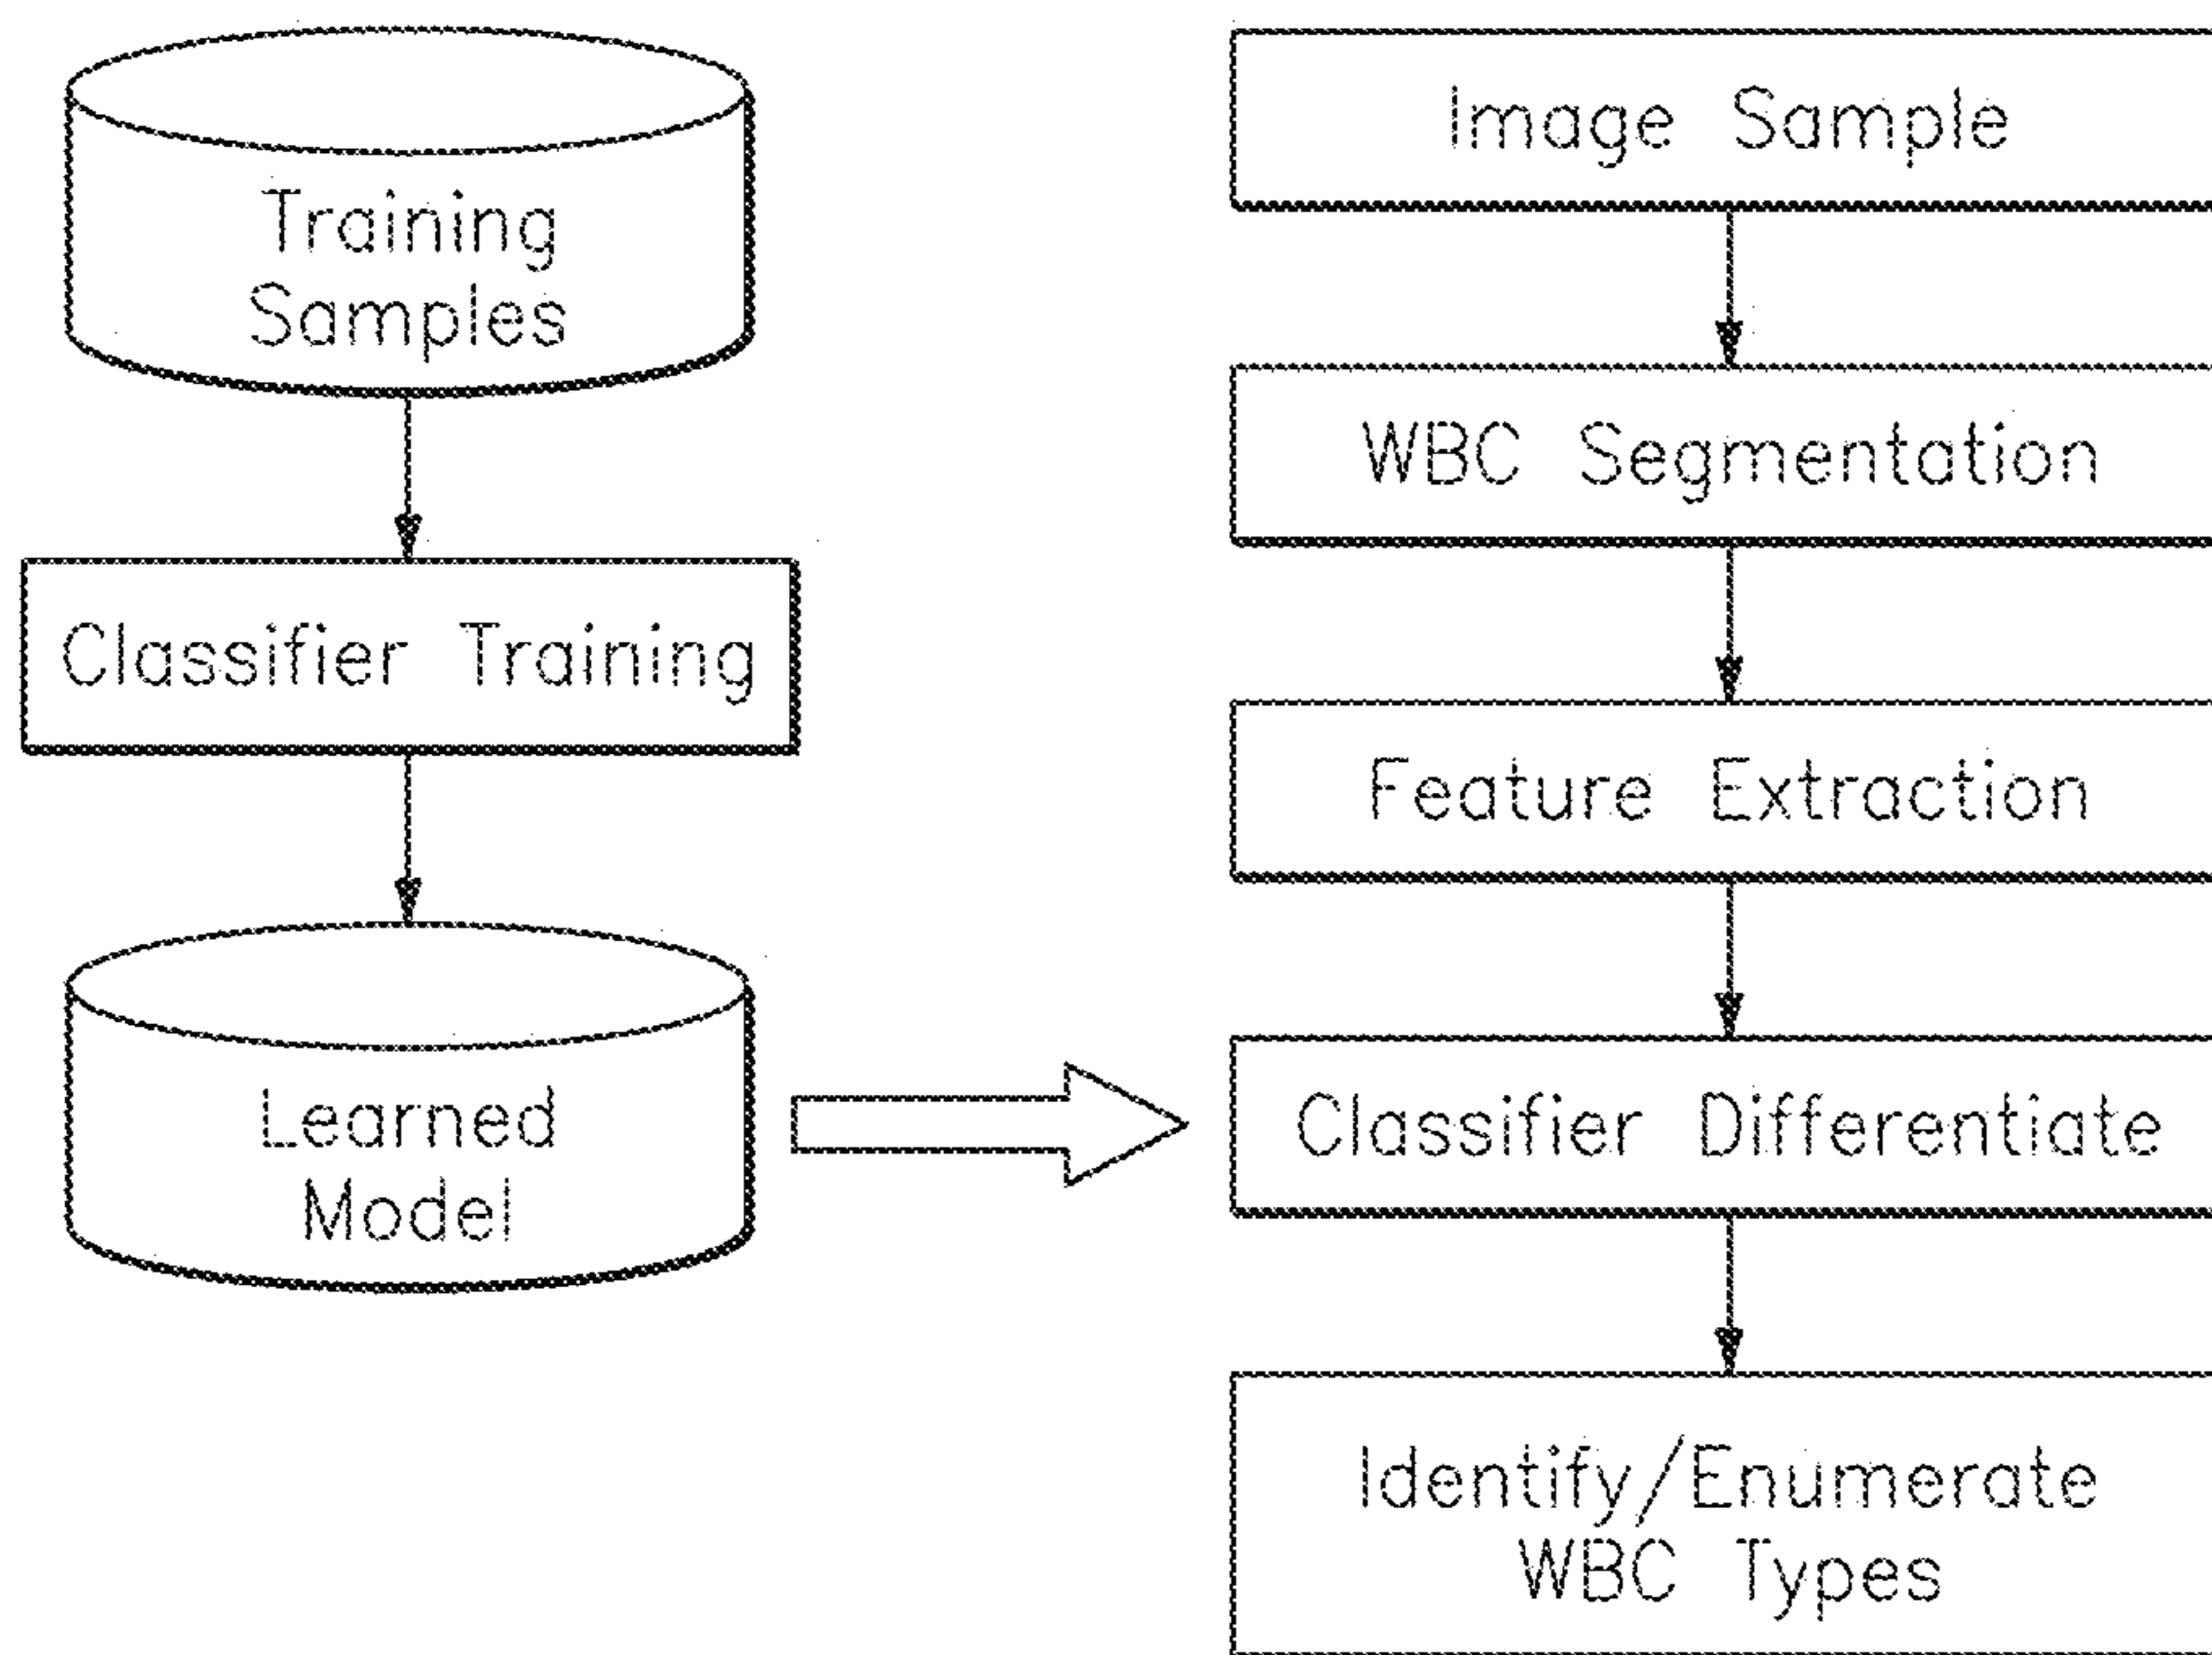 Training
Samples
Classifier Training
Learned
Model
Image Sample
WBC Segmentation
Feature Extraction
Classifier Differentiate
Identify/Enumerate
WBC Types